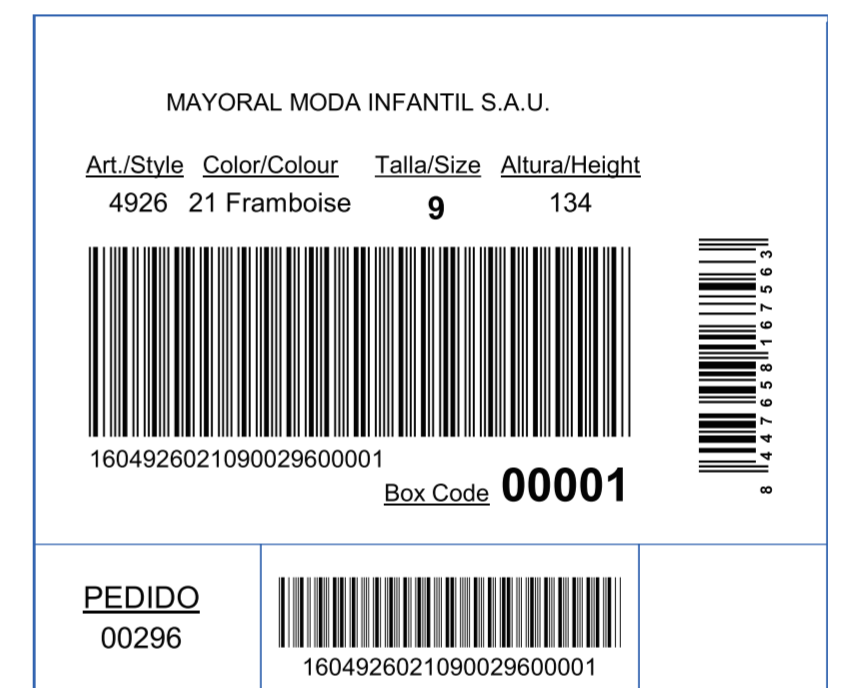 MAYORAL MODA INFANTIL S.A.U.
Art./Style Color/Colour Talla/Size Altura/Height
4926 21 Framboise 9 134
1604926021090029600001
Box Code 00001
8447658167563
PEDIDO
00296
1604926021090029600001